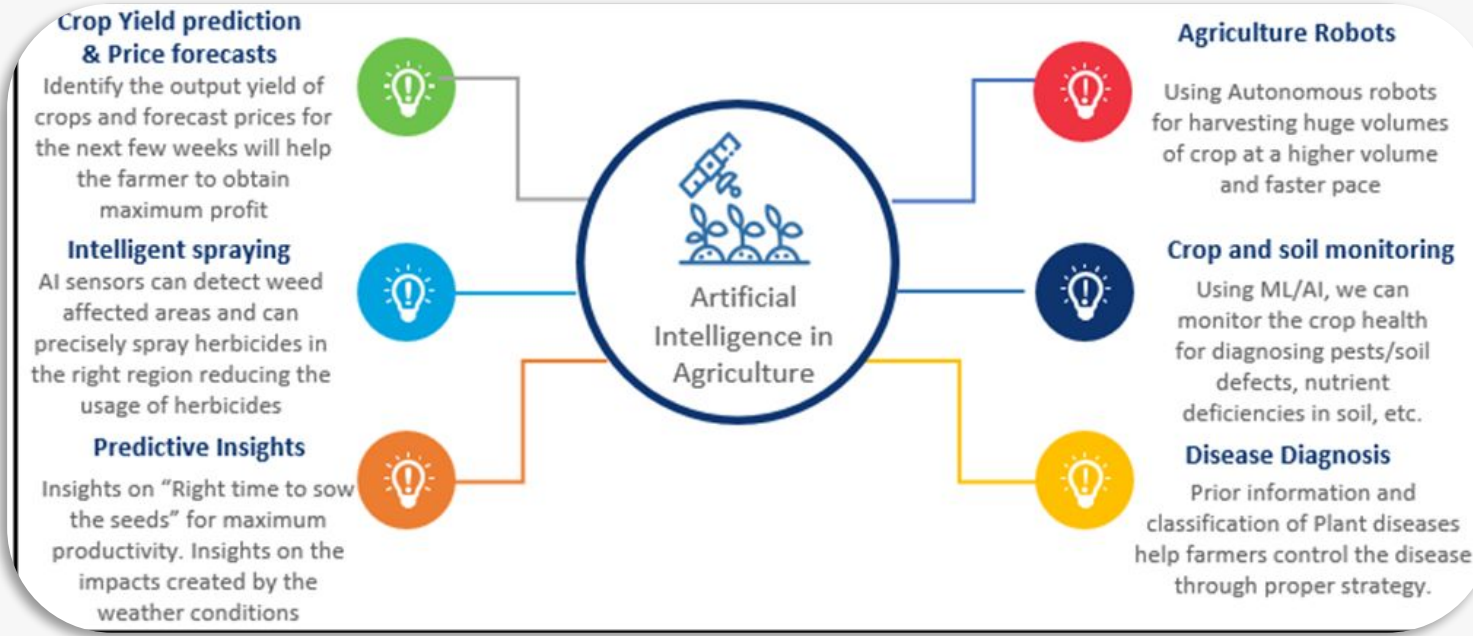 Crop Yield prediction
& Price forecasts
Identify the output yield of
crops and forecast prices for
the next few weeks will help
the farmer to obtain
maximum profit
Intelligent spraying
AI sensors can detect weed
affected areas and can
precisely spray herbicides in
the right region reducing the
usage of herbicides
Predictive Insights
Insights on “Right time to sow
the seeds” for maximum
productivity. Insights on the
impacts created by the
weather conditions
Artificial
Intelligence in
Agriculture
Agriculture Robots
Using Autonomous robots
for harvesting huge volumes
of crop at a higher volume
and faster pace
Crop and soil monitoring
Using ML/AI, we can
monitor the crop health
for diagnosing pests/soil
defects, nutrient
deficiencies in soil, etc.
Disease Diagnosis
Prior information and
classification of Plant diseases
help farmers control the disease
through proper strategy.